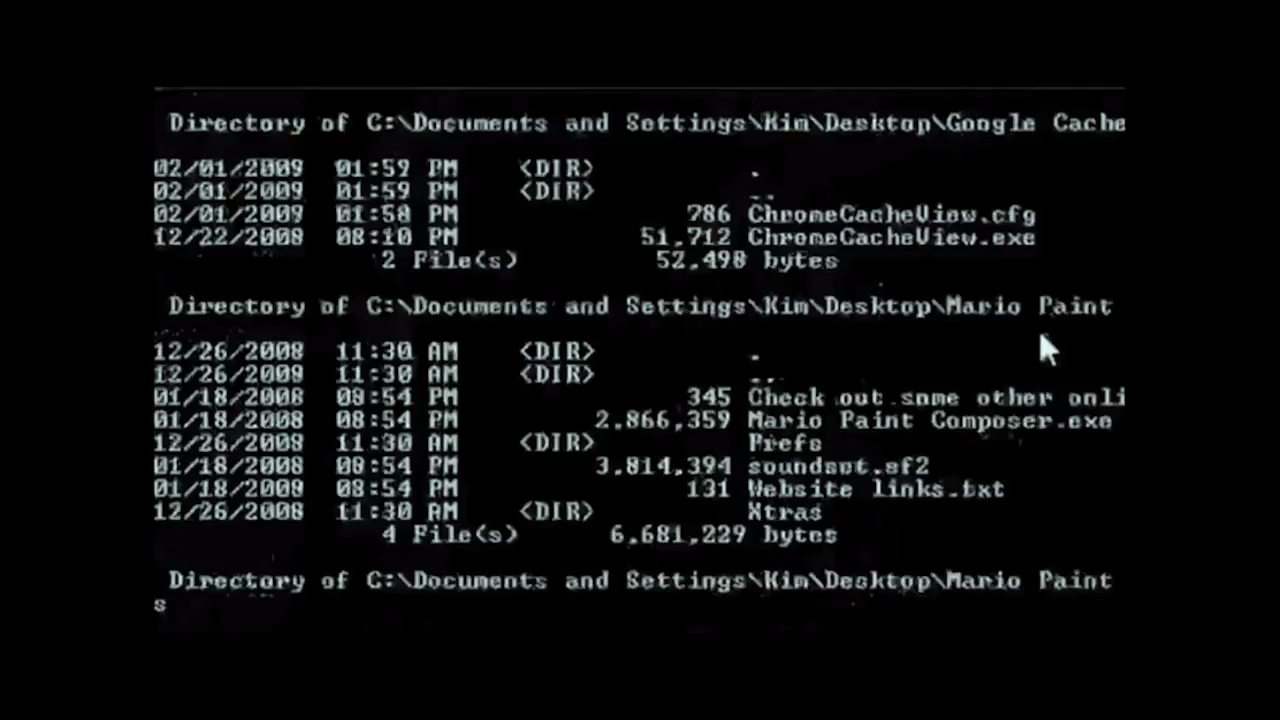 Directory of C:\Documents and Settings\Kim\Desktop\Google Cache
02/01/2009 01:59 PM <DIR> .
02/01/2009 01:59 PM <DIR> ..
02/01/2009 01:58 PM 786 ChromeCacheView.cfg
12/22/2008 08:10 PM 51,712 ChromeCacheView.exe
2 File(s) 52,498 bytes
Directory of C:\Documents and Settings\Kim\Desktop\Mario Paint
12/26/2008 11:30 AM <DIR> .
12/26/2008 11:30 AM <DIR> ..
01/18/2008 08:54 PM 345 Check out some other onli
01/18/2008 08:54 PM 2,866,359 Mario Paint Composer.exe
12/26/2008 11:30 AM <DIR> Prefs
01/18/2008 08:54 PM 3,814,394 soundset.sf2
01/18/2008 08:54 PM 131 Website links.txt
12/26/2008 11:30 AM <DIR> Xtras
4 File(s) 6,681,229 bytes
Directory of C:\Documents and Settings\Kim\Desktop\Mario Paint
s